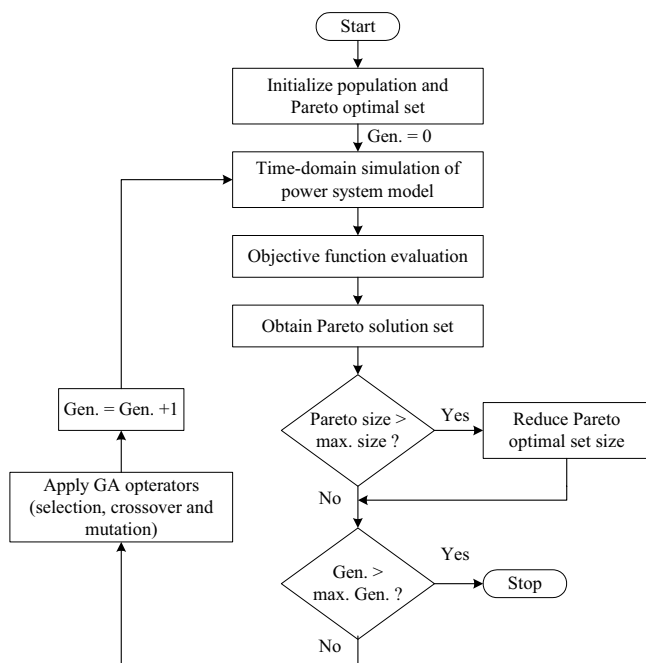 Start
Initialize population and
Pareto optimal set
Gen. = 0
Time-domain simulation of
power system model
Objective function evaluation
Obtain Pareto solution set
Pareto size >
max. size ?
Yes
Reduce Pareto
optimal set size
No
Gen. >
max. Gen. ?
Yes
Stop
No
Apply GA opterators
(selection, crossover and
mutation)
Gen. = Gen. +1